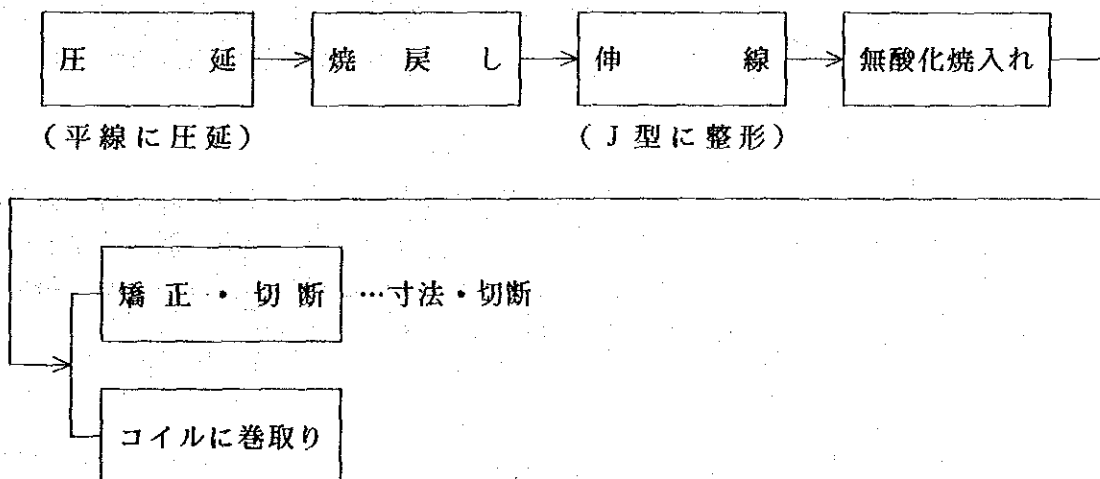 圧延 焼戻し 伸線 無酸化焼入れ
(平線に圧延) (J型に整形)
矯正・切断 …寸法・切断
コイルに巻取り